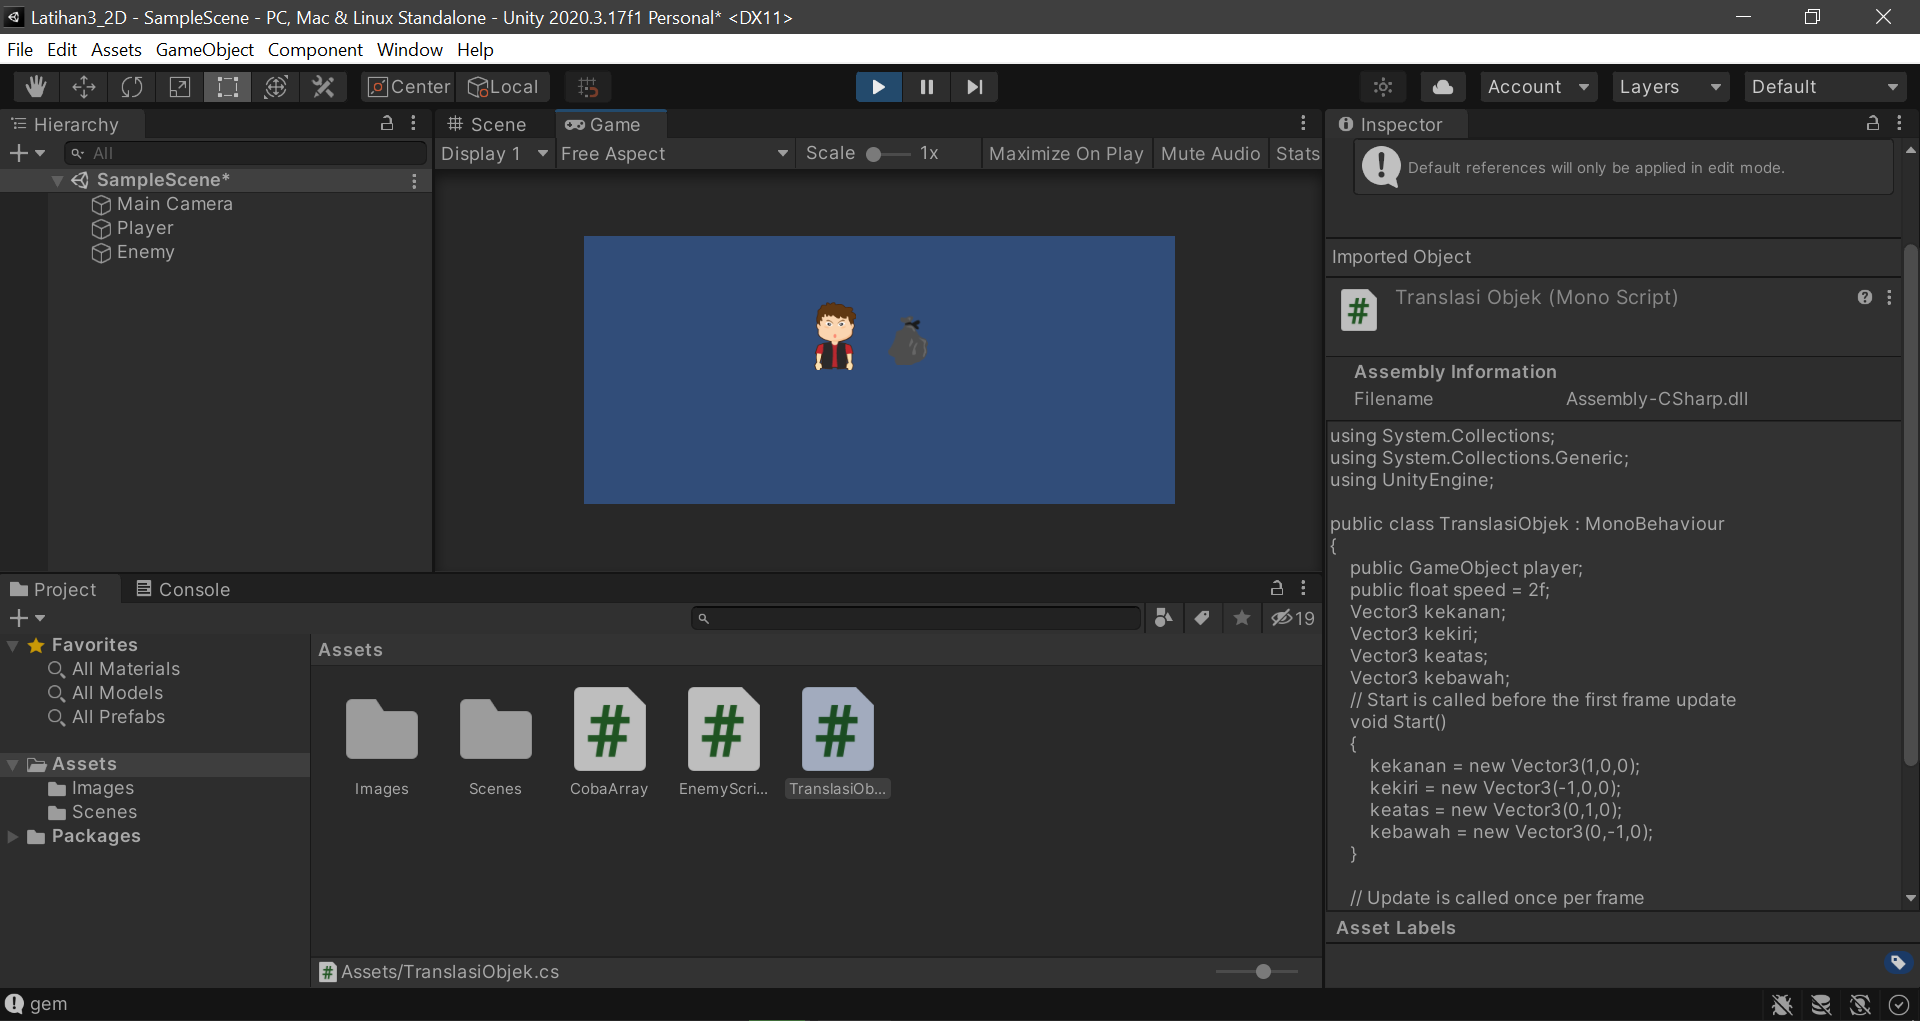 Latihan3_2D - SampleScene - PC, Mac & Linux Standalone - Unity 2020.3.17f1 Personal* <DX11>
File Edit Assets GameObject Component Window Help
Center Local Account Layers Default
Hierarchy
All
SampleScene*
Main Camera
Player
Enemy
Scene Game
Display 1 Free Aspect Scale 1x Maximize On Play Mute Audio Stats
Inspector
Default references will only be applied in edit mode.
Imported Object
Translasi Objek (Mono Script)
Assembly Information
Filename Assembly-CSharp.dll
using System.Collections;
using System.Collections.Generic;
using UnityEngine;
public class TranslasiObjek : MonoBehaviour
{
public GameObject player;
public float speed = 2f;
Vector3 kekanan;
Vector3 kekiri;
Vector3 keatas;
Vector3 kebawah;
// Start is called before the first frame update
void Start()
{
kekanan = new Vector3(1,0,0);
kekiri = new Vector3(-1,0,0);
keatas = new Vector3(0,1,0);
kebawah = new Vector3(0,-1,0);
}
// Update is called once per frame
Asset Labels
Project Console
19
Favorites
All Materials
All Models
All Prefabs
Assets
Images
Scenes
Packages
Assets
Images Scenes CobaArray EnemyScri... TranslasiOb...
Assets/TranslasiObjek.cs
gem